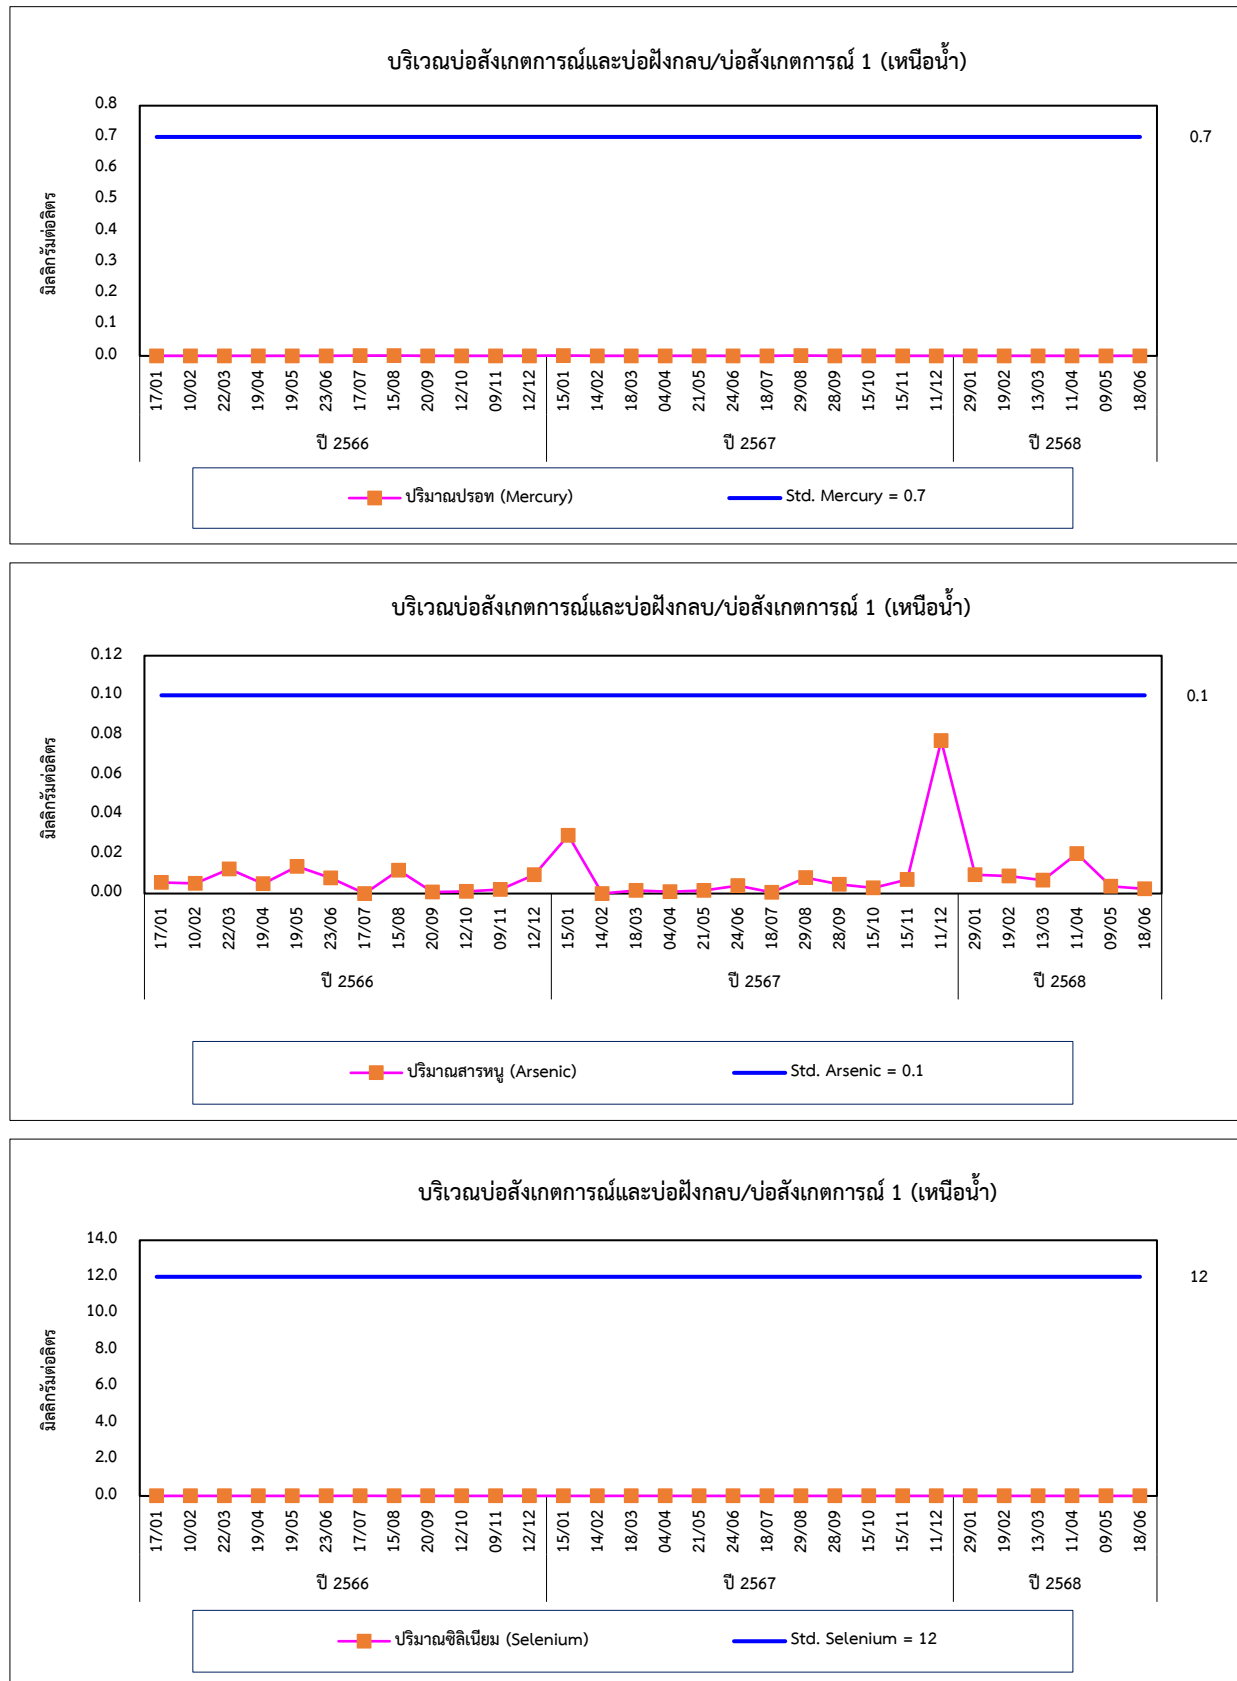 บริเวณบ่อสังเกตการณ์และบ่อฝังกลบ/บ่อสังเกตการณ์ 1 (เหนือน้ำ)
มิลลิกรัมต่อลิตร
0.8
0.7
0.6
0.5
0.4
0.3
0.2
0.1
0.0
0.7
17/01 10/02 22/03 19/04 19/05 23/06 17/07 15/08 20/09 12/10 09/11 12/12 15/01 14/02 18/03 04/04 21/05 24/06 18/07 29/08 28/09 15/10 15/11 11/12 29/01 19/02 13/03 11/04 09/05 18/06
ปี 2566 ปี 2567 ปี 2568
ปริมาณปรอท (Mercury) Std. Mercury = 0.7
บริเวณบ่อสังเกตการณ์และบ่อฝังกลบ/บ่อสังเกตการณ์ 1 (เหนือน้ำ)
มิลลิกรัมต่อลิตร
0.12
0.10
0.08
0.06
0.04
0.02
0.00
0.1
17/01 10/02 22/03 19/04 19/05 23/06 17/07 15/08 20/09 12/10 09/11 12/12 15/01 14/02 18/03 04/04 21/05 24/06 18/07 29/08 28/09 15/10 15/11 11/12 29/01 19/02 13/03 11/04 09/05 18/06
ปี 2566 ปี 2567 ปี 2568
ปริมาณสารหนู (Arsenic) Std. Arsenic = 0.1
บริเวณบ่อสังเกตการณ์และบ่อฝังกลบ/บ่อสังเกตการณ์ 1 (เหนือน้ำ)
มิลลิกรัมต่อลิตร
14.0
12.0
10.0
8.0
6.0
4.0
2.0
0.0
12
17/01 10/02 22/03 19/04 19/05 23/06 17/07 15/08 20/09 12/10 09/11 12/12 15/01 14/02 18/03 04/04 21/05 24/06 18/07 29/08 28/09 15/10 15/11 11/12 29/01 19/02 13/03 11/04 09/05 18/06
ปี 2566 ปี 2567 ปี 2568
ปริมาณซิลิเนียม (Selenium) Std. Selenium = 12